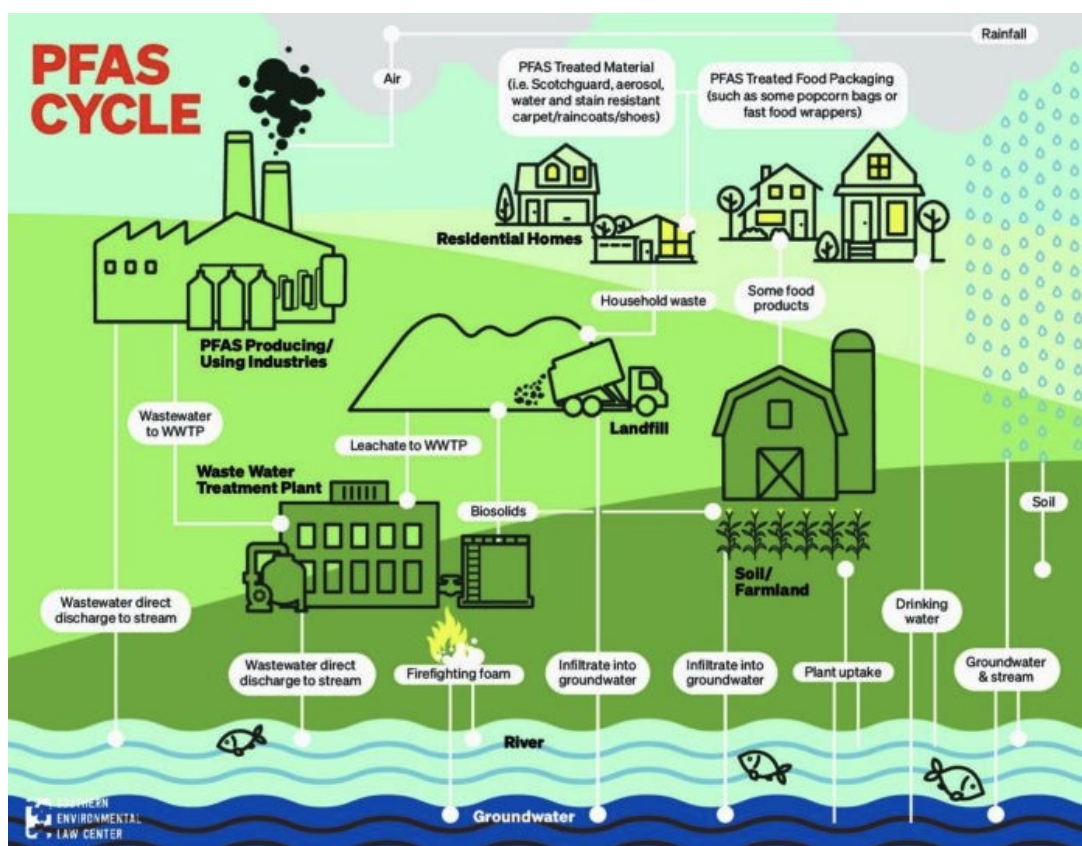 PFAS
CYCLE
Air
Rainfall
PFAS Treated Material
(i.e. Scotchguard, aerosol,
water and stain resistant
carpet/raincoats/shoes)
PFAS Treated Food Packaging
(such as some popcorn bags or
fast food wrappers)
Residential Homes
Household waste
Some food
products
PFAS Producing/
Using Industries
Wastewater
to WWTP
Leachate to WWTP
Landfill
Waste Water
Treatment Plant
Biosolids
Soil
Soil/
Farmland
Wastewater direct
discharge to stream
Drinking
water
Wastewater direct
discharge to stream
Firefighting foam
Infiltrate into
groundwater
Infiltrate into
groundwater
Plant uptake
Groundwater
& stream
River
Groundwater
SOUTHERN
ENVIRONMENTAL
LAW CENTER